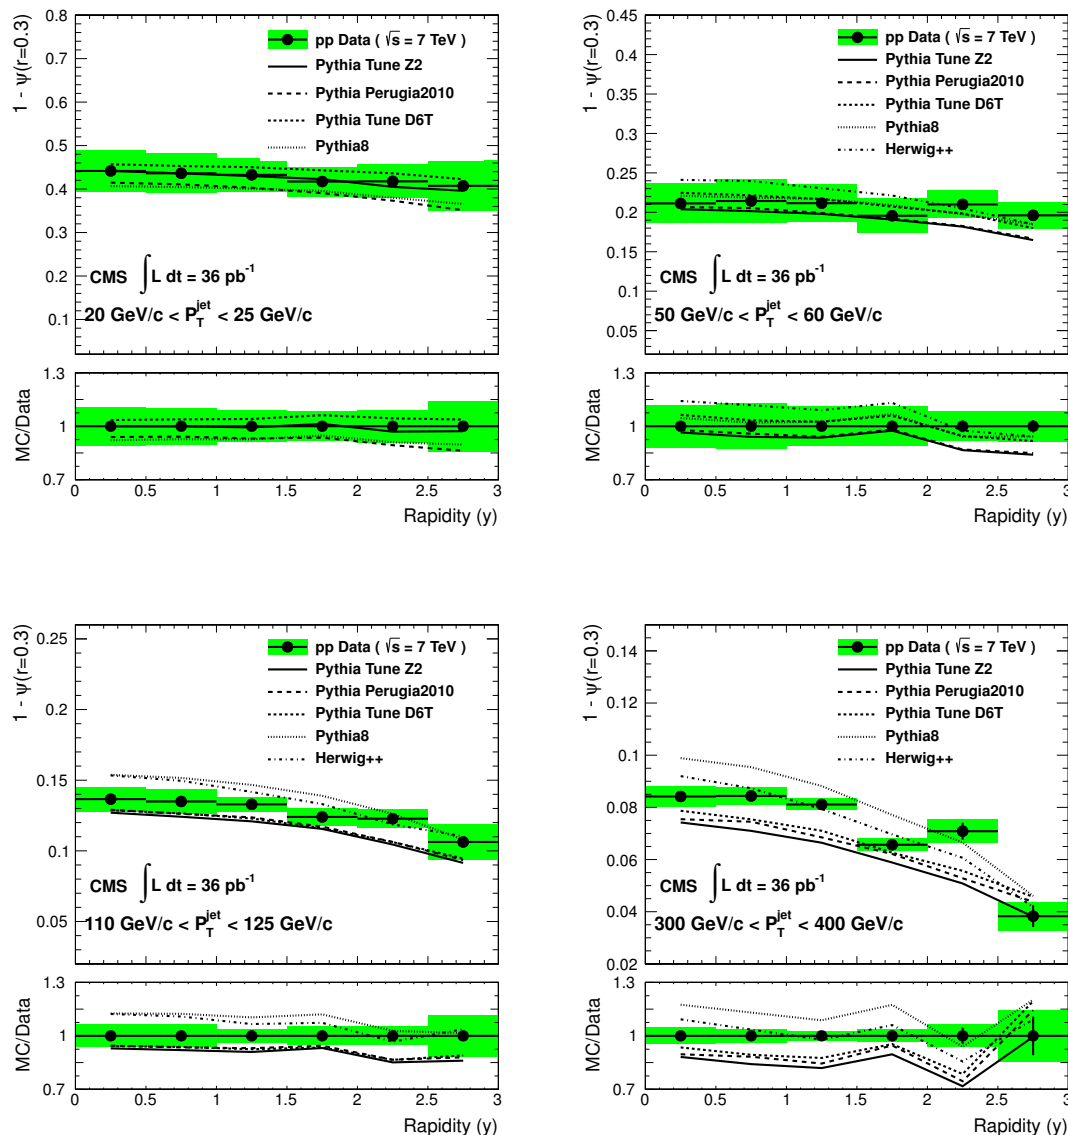 1 - ψ(r=0.3)
0.8
0.7
0.6
0.5
0.4
0.3
0.2
0.1
pp Data ( √s = 7 TeV )
Pythia Tune Z2
Pythia Perugia2010
Pythia Tune D6T
Pythia8
CMS ∫ L dt = 36 pb⁻¹
20 GeV/c < P_T^jet < 25 GeV/c
MC/Data
1.3
1
0.7
0 0.5 1 1.5 2 2.5 3
Rapidity (y)
1 - ψ(r=0.3)
0.45
0.4
0.35
0.3
0.25
0.2
0.15
0.1
0.05
pp Data ( √s = 7 TeV )
Pythia Tune Z2
Pythia Perugia2010
Pythia Tune D6T
Pythia8
Herwig++
CMS ∫ L dt = 36 pb⁻¹
50 GeV/c < P_T^jet < 60 GeV/c
MC/Data
1.3
1
0.7
0 0.5 1 1.5 2 2.5 3
Rapidity (y)
1 - ψ(r=0.3)
0.25
0.2
0.15
0.1
0.05
pp Data ( √s = 7 TeV )
Pythia Tune Z2
Pythia Perugia2010
Pythia Tune D6T
Pythia8
Herwig++
CMS ∫ L dt = 36 pb⁻¹
110 GeV/c < P_T^jet < 125 GeV/c
MC/Data
1.3
1
0.7
0 0.5 1 1.5 2 2.5 3
Rapidity (y)
1 - ψ(r=0.3)
0.14
0.12
0.1
0.08
0.06
0.04
0.02
pp Data ( √s = 7 TeV )
Pythia Tune Z2
Pythia Perugia2010
Pythia Tune D6T
Pythia8
Herwig++
CMS ∫ L dt = 36 pb⁻¹
300 GeV/c < P_T^jet < 400 GeV/c
MC/Data
1.3
1
0.7
0 0.5 1 1.5 2 2.5 3
Rapidity (y)